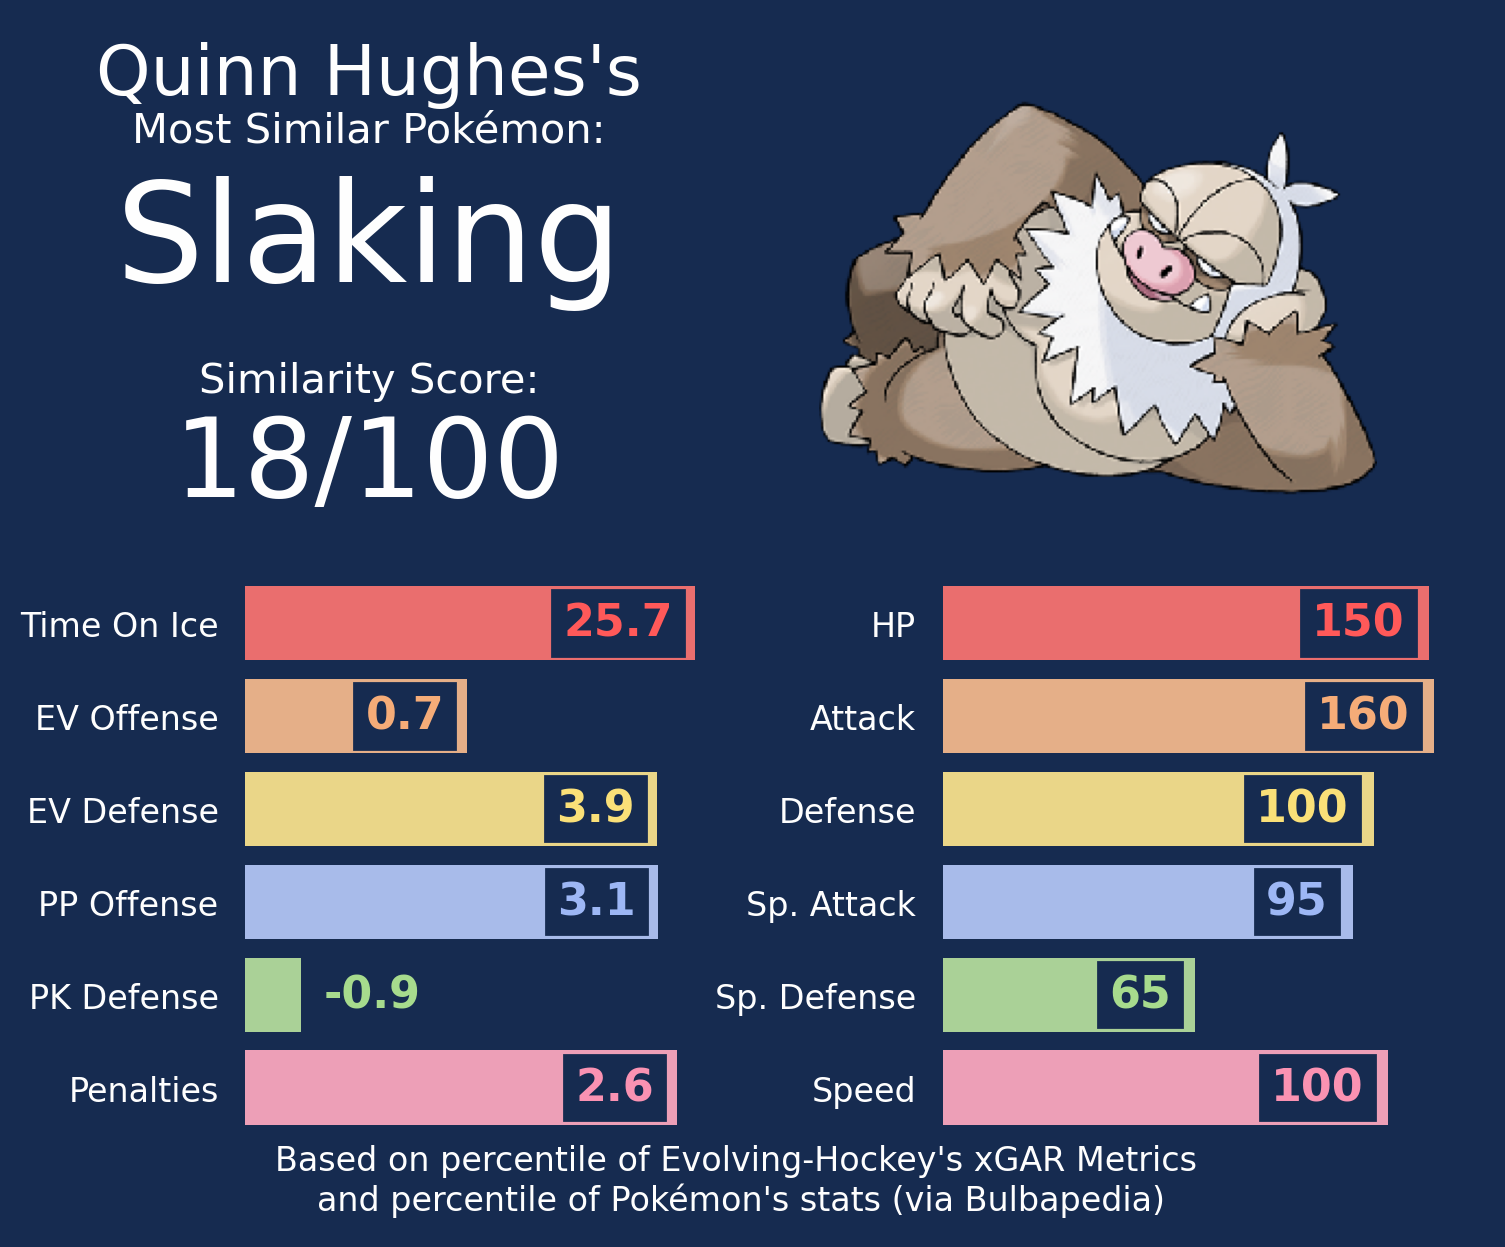 Quinn Hughes's
Most Similar Pokémon:
Slaking
Similarity Score:
18/100
Time On Ice 25.7
EV Offense 0.7
EV Defense 3.9
PP Offense 3.1
PK Defense -0.9
Penalties 2.6
HP 150
Attack 160
Defense 100
Sp. Attack 95
Sp. Defense 65
Speed 100
Based on percentile of Evolving-Hockey's xGAR Metrics
and percentile of Pokémon's stats (via Bulbapedia)